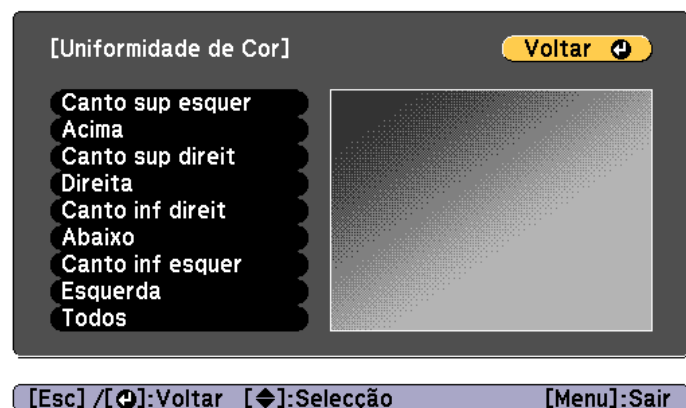 [Uniformidade de Cor]
Voltar
Canto sup esquer
Acima
Canto sup direit
Direita
Canto inf direit
Abaixo
Canto inf esquer
Esquerda
Todos
[Esc] /[⏎]:Voltar [◆]:Selecção [Menu]:Sair